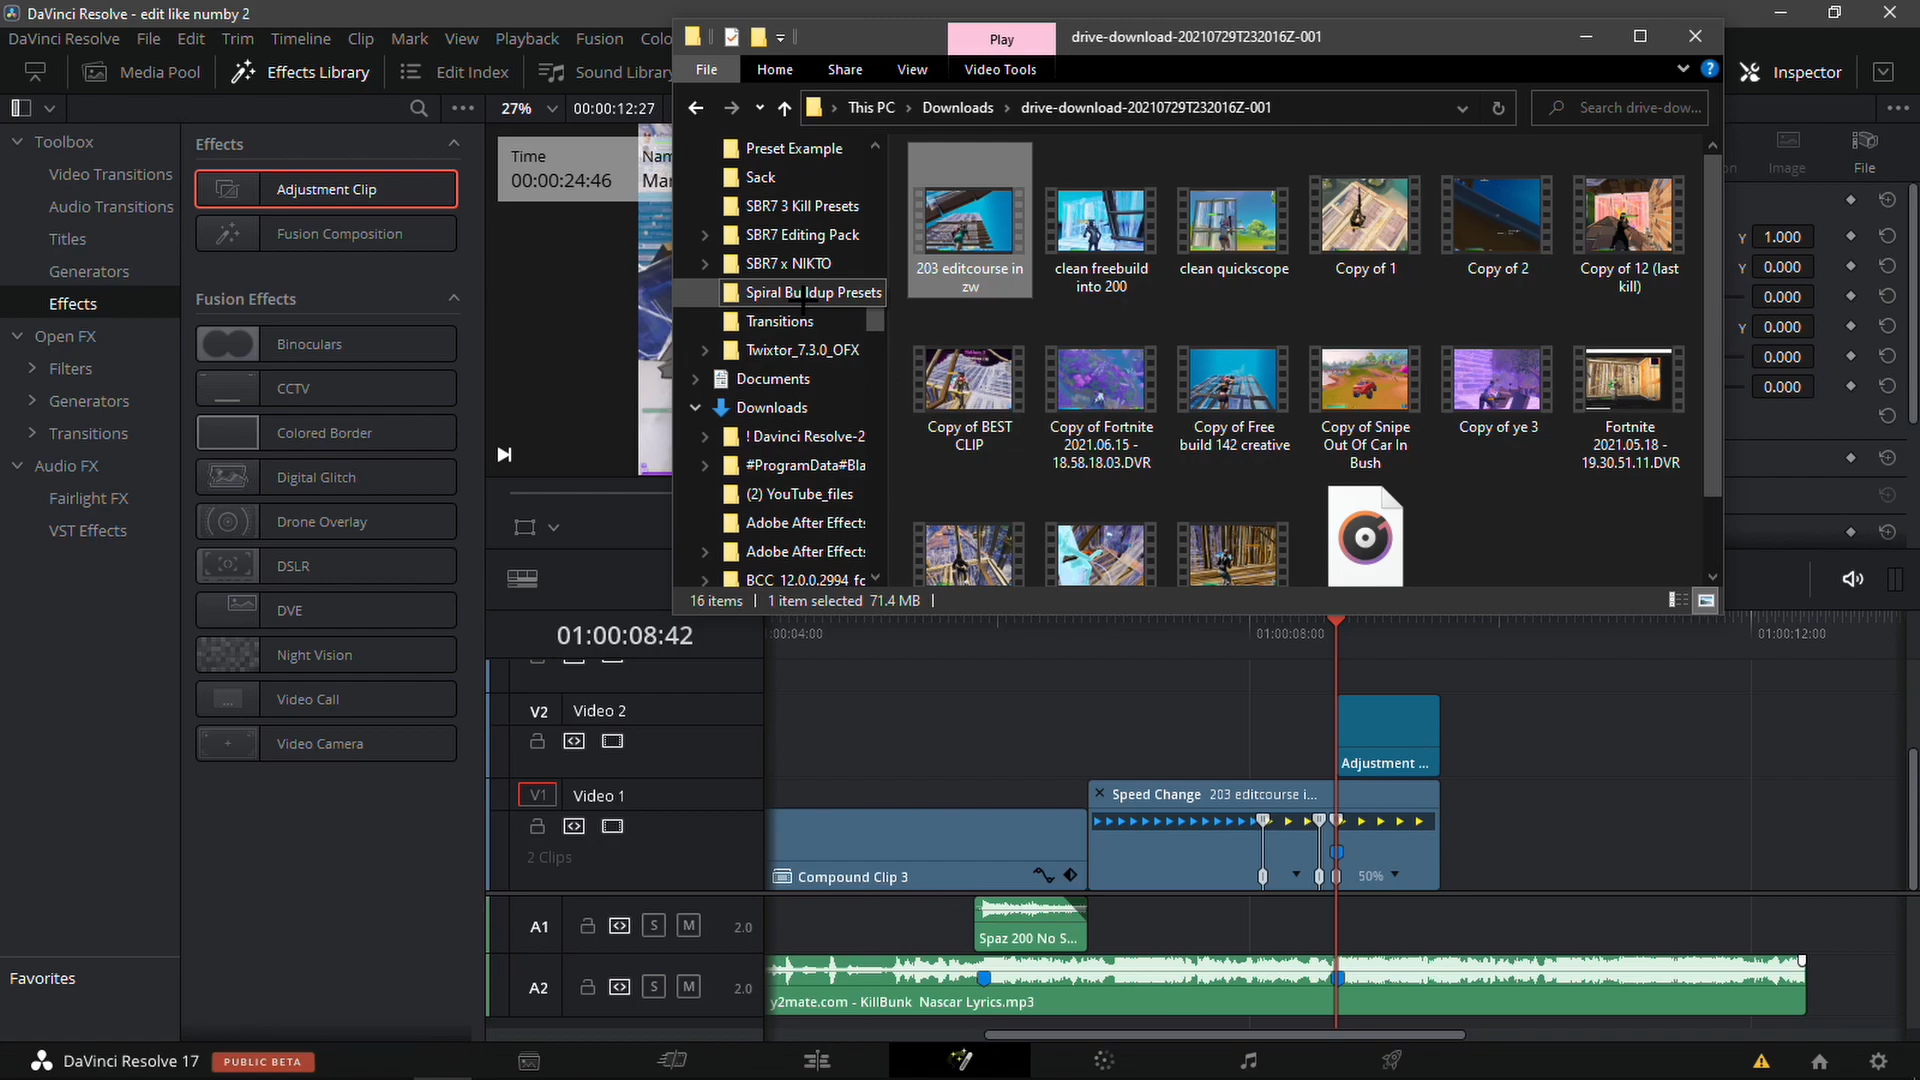 DaVinci Resolve - edit like numby 2
DaVinci Resolve File Edit Trim Timeline Clip Mark View Playback Fusion Colo
Media Pool Effects Library Edit Index Sound Library
Inspector
27% 00:00:12:27
Toolbox
Video Transitions
Audio Transitions
Titles
Generators
Effects
Open FX
Filters
Generators
Transitions
Audio FX
Fairlight FX
VST Effects
Favorites
Effects
Adjustment Clip
Fusion Composition
Fusion Effects
Binoculars
CCTV
Colored Border
Digital Glitch
Drone Overlay
DSLR
DVE
Night Vision
Video Call
Video Camera
Time
00:00:24:46
Nan
Mar
Play
drive-download-20210729T232016Z-001
File Home Share View Video Tools
This PC Downloads drive-download-20210729T232016Z-001
Search drive-dow...
Preset Example
Sack
SBR7 3 Kill Presets
SBR7 Editing Pack
SBR7 x NIKTO
Spiral Buildup Presets
Transitions
Twixtor_7.3.0_OFX
Documents
Downloads
! Davinci Resolve-2
#ProgramData#Bla
(2) YouTube_files
Adobe After Effects
Adobe After Effects
BCC 12.0.0.2994 fo
203 editcourse in
zw
clean freebuild
into 200
clean quickscope
Copy of 1
Copy of 2
Copy of 12 (last
kill)
Copy of BEST
CLIP
Copy of Fortnite
2021.06.15 -
18.58.18.03.DVR
Copy of Free
build 142 creative
Copy of Snipe
Out Of Car In
Bush
Copy of ye 3
Fortnite
2021.05.18 -
19.30.51.11.DVR
16 items 1 item selected 71.4 MB
Image
File
Y 1.000
Y 0.000
0.000
Y 0.000
0.000
0.000
01:00:08:42
:00:04:00
01:00:08:00
01:00:12:00
V2 Video 2
Adjustment ...
V1 Video 1
2 Clips
Compound Clip 3
Speed Change 203 editcourse i...
50%
A1 S M 2.0
Spaz 200 No S...
A2 S M 2.0
y2mate.com - KillBunk Nascar Lyrics.mp3
DaVinci Resolve 17 PUBLIC BETA